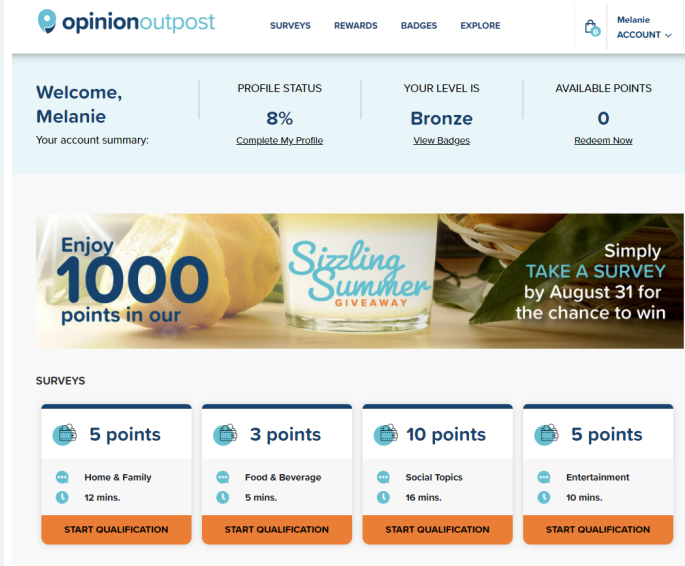 opinionoutpost
SURVEYS REWARDS BADGES EXPLORE
0
Melanie
ACCOUNT
Welcome,
Melanie
Your account summary:
PROFILE STATUS
8%
Complete My Profile
YOUR LEVEL IS
Bronze
View Badges
AVAILABLE POINTS
0
Redeem Now
Enjoy
1000
points in our
Sizzling
Summer
GIVEAWAY
Simply
TAKE A SURVEY
by August 31 for
the chance to win
SURVEYS
5 points
Home & Family
12 mins.
START QUALIFICATION
3 points
Food & Beverage
5 mins.
START QUALIFICATION
10 points
Social Topics
16 mins.
START QUALIFICATION
5 points
Entertainment
10 mins.
START QUALIFICATION